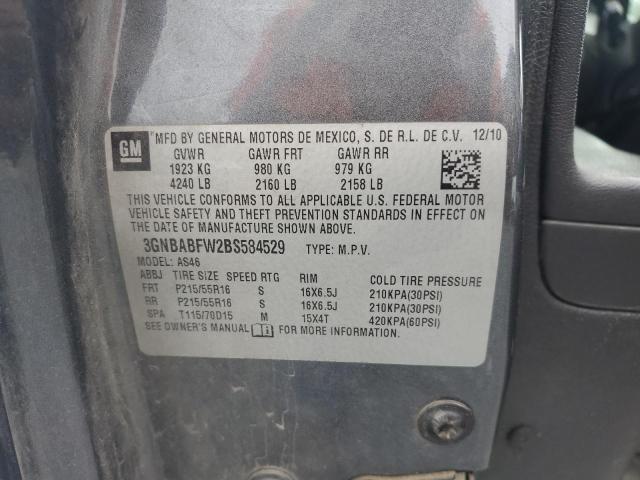 GM MFD BY GENERAL MOTORS DE MEXICO, S. DE R.L. DE C.V. 12/10
GVWR GAWR FRT GAWR RR
1923 KG 980 KG 979 KG
4240 LB 2160 LB 2158 LB
THIS VEHICLE CONFORMS TO ALL APPLICABLE U.S. FEDERAL MOTOR
VEHICLE SAFETY AND THEFT PREVENTION STANDARDS IN EFFECT ON THE DATE
OF MANUFACTURE SHOWN ABOVE.
3GNBABFW2BS584529 TYPE: M.P.V.
MODEL: AS46
ABBJ TIRE SIZE SPEED RTG RIM COLD TIRE PRESSURE
FRT P215/55R16 S 16X6.5J 210KPA(30PSI)
RR P215/55R16 S 16X6.5J 210KPA(30PSI)
SPA T115/70D15 M 15X4T 420KPA(60PSI)
SEE OWNER'S MANUAL FOR MORE INFORMATION.